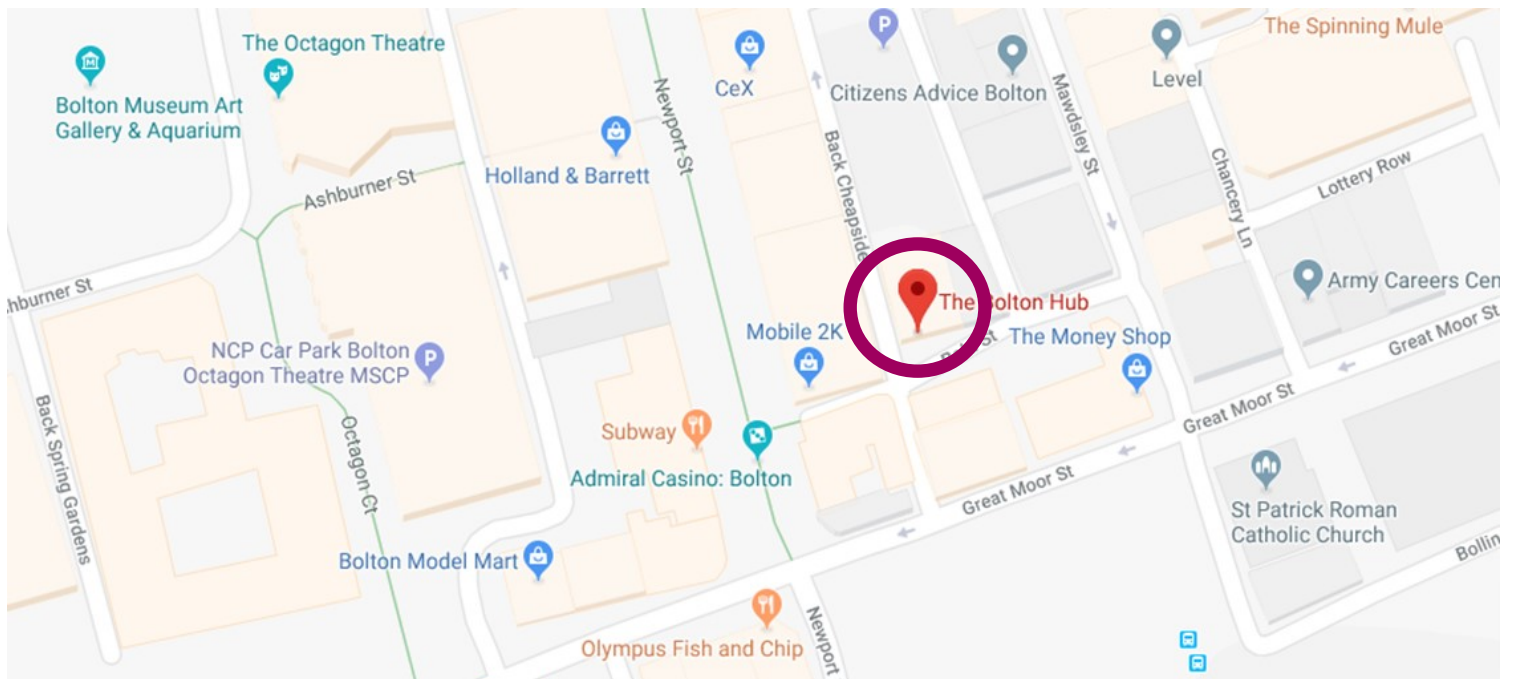 The Octagon Theatre
Bolton Museum Art
Gallery & Aquarium
CeX
P
Citizens Advice Bolton
Level
The Spinning Mule
Newport St
Mawdsley St
Holland & Barrett
Ashburner St
Back Cheapside
Chancery Ln
Lottery Row
hburner St
The Bolton Hub
Army Careers Cen
Mobile 2K
St
The Money Shop
Great Moor St
NCP Car Park Bolton
Octagon Theatre MSCP
P
Back Spring Gardens
Octagon Ct
Subway
Admiral Casino: Bolton
Great Moor St
Great Moor St
St Patrick Roman
Catholic Church
Bollin
Bolton Model Mart
Olympus Fish and Chip
Newport